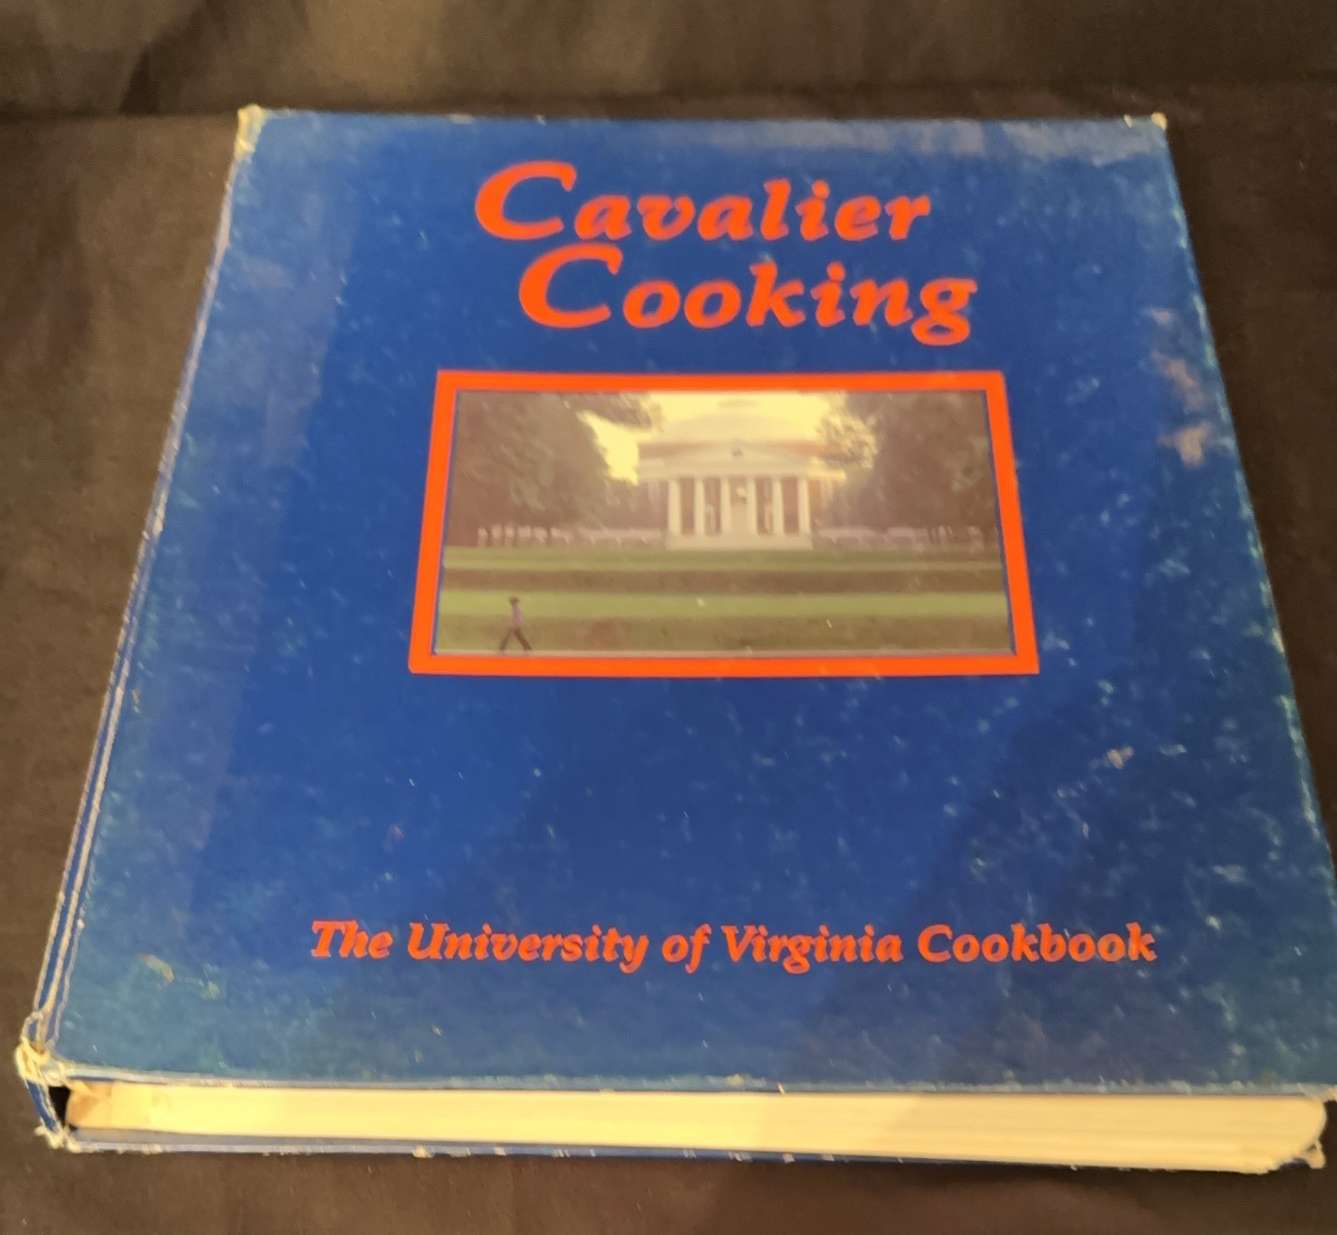 Cavalier
Cooking
The University of Virginia Cookbook